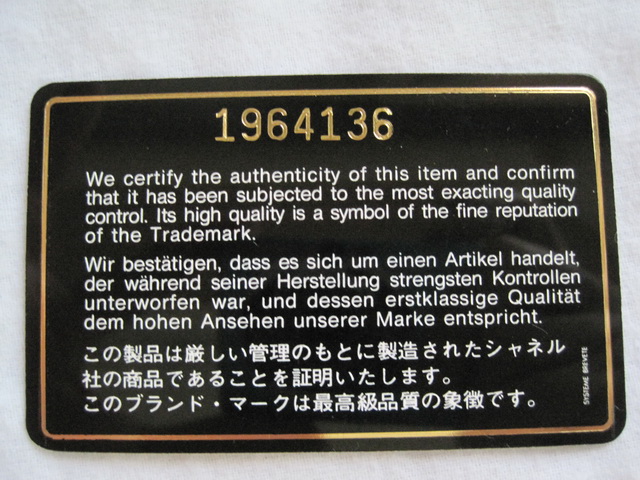 1964136
We certify the authenticity of this item and confirm
that it has been subjected to the most exacting quality
control. Its high quality is a symbol of the fine reputation
of the Trademark.
Wir bestätigen, dass es sich um einen Artikel handelt,
der während seiner Herstellung strengsten Kontrollen
unterworfen war, und dessen erstklassige Qualität
dem hohen Ansehen unserer Marke entspricht.
この製品は厳しい管理のもとに製造されたシャネル
社の商品であることを証明いたします。
このブランド・マークは最高級品質の象徴です。
SYSTEME BREVETE